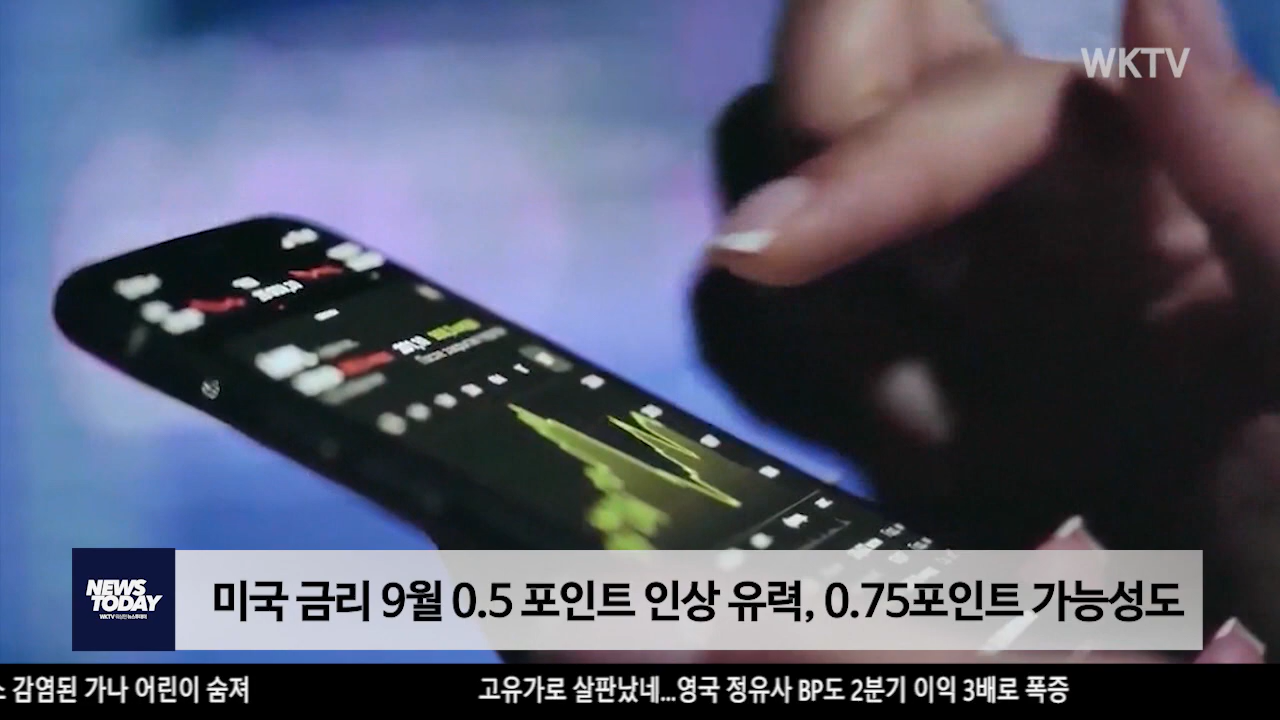 WKTV
NEWS
TODAY
미국 금리 9월 0.5 포인트 인상 유력, 0.75포인트 가능성도
감염된 가나 어린이 숨져
고유가로 살판났네...영국 정유사 BP도 2분기 이익 3배로 폭증